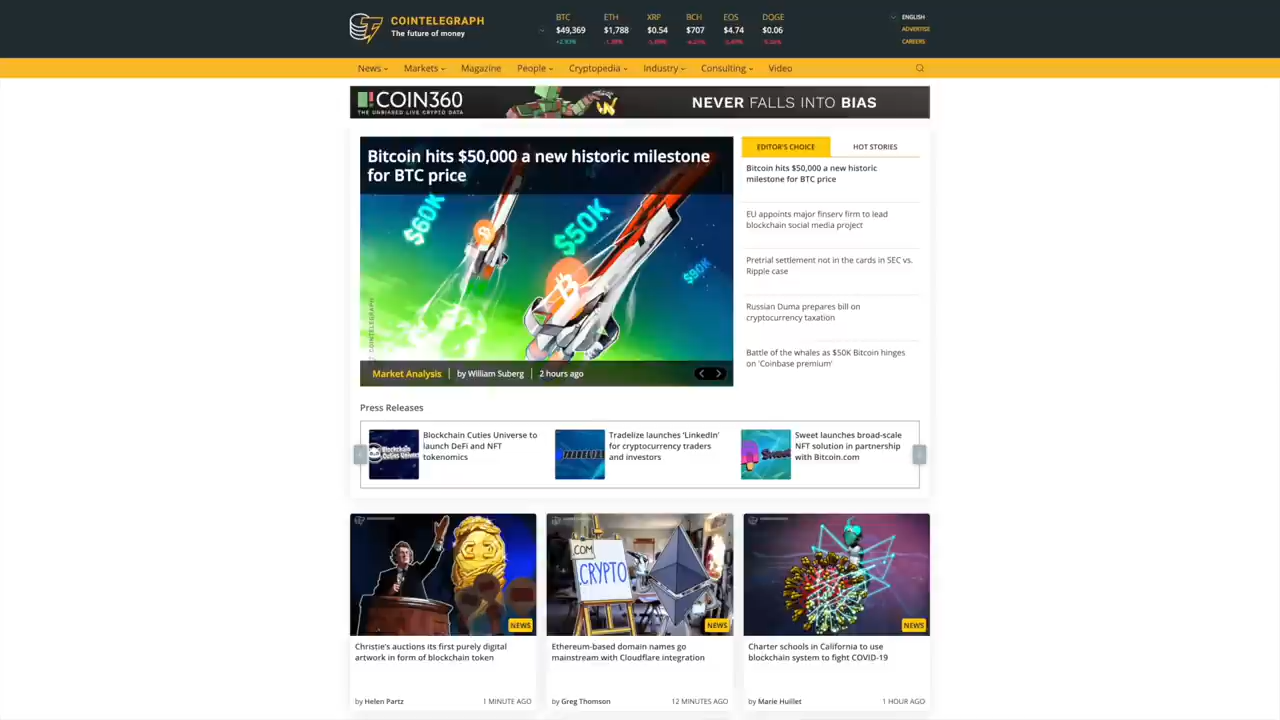 COINTELEGRAPH
The future of money
BTC ETH XRP BCH EOS DOGE
$49,369 $1,788 $0.54 $707 $4.74 $0.06
ENGLISH
ADVERTISE
CAREERS
News Markets Magazine People Cryptopedia Industry Consulting Video
COIN360
THE UNBIASED LIVE CRYPTO DATA
NEVER FALLS INTO BIAS
Bitcoin hits $50,000 a new historic milestone
for BTC price
$60K
$50K
$90K
COINTELEGRAPH
Market Analysis by William Suberg 2 hours ago
EDITOR'S CHOICE HOT STORIES
Bitcoin hits $50,000 a new historic
milestone for BTC price
EU appoints major finserv firm to lead
blockchain social media project
Pretrial settlement not in the cards in SEC vs.
Ripple case
Russian Duma prepares bill on
cryptocurrency taxation
Battle of the whales as $50K Bitcoin hinges
on 'Coinbase premium'
Press Releases
Blockchain Cuties Universe to
launch DeFi and NFT
tokenomics
Tradelize launches 'LinkedIn'
for cryptocurrency traders
and investors
Sweet launches broad-scale
NFT solution in partnership
with Bitcoin.com
NEWS
Christie's auctions its first purely digital
artwork in form of blockchain token
by Helen Partz 1 MINUTE AGO
.COM
.CRYPTO
NEWS
Ethereum-based domain names go
mainstream with Cloudflare integration
by Greg Thomson 12 MINUTES AGO
NEWS
Charter schools in California to use
blockchain system to fight COVID-19
by Marie Huillet 1 HOUR AGO